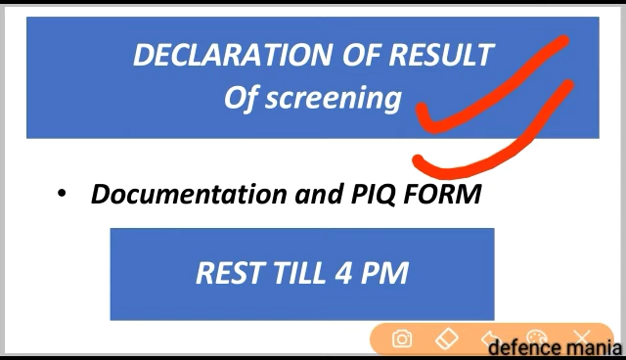 DECLARATION OF RESULT
Of screening
• Documentation and PIQ FORM
REST TILL 4 PM
defence mania